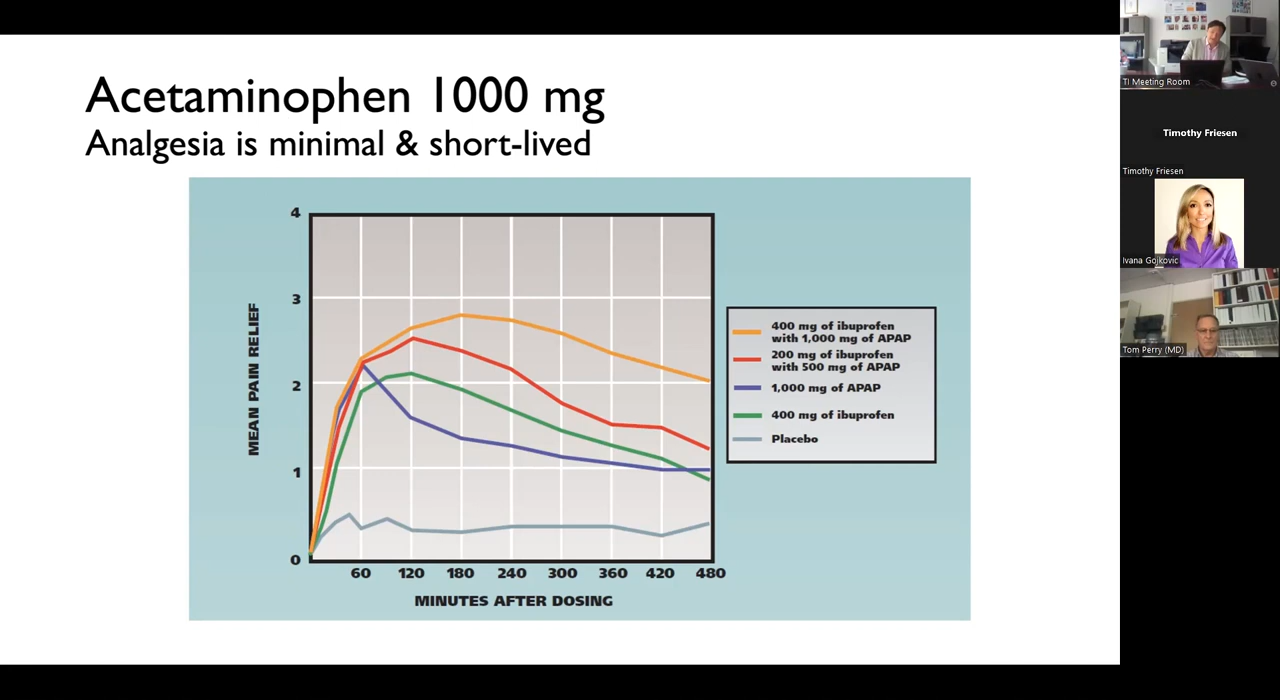 Acetaminophen 1000 mg
Analgesia is minimal & short-lived
4
3
2
1
0
MEAN PAIN RELIEF
60 120 180 240 300 360 420 480
MINUTES AFTER DOSING
400 mg of ibuprofen
with 1,000 mg of APAP
200 mg of ibuprofen
with 500 mg of APAP
1,000 mg of APAP
400 mg of ibuprofen
Placebo
TI Meeting Room
Timothy Friesen
Timothy Friesen
Ivana Gojkovic
Tom Perry (MD)